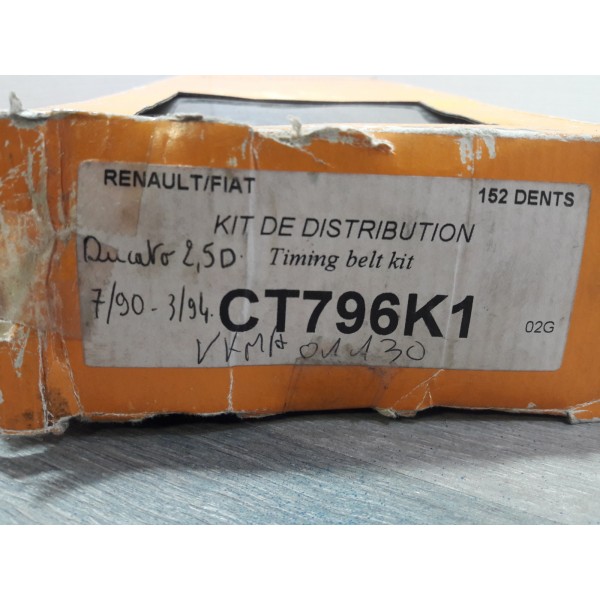 RENAULT/FIAT
152 DENTS
KIT DE DISTRIBUTION
Ducato 2,5D.
Timing belt kit
7/90 - 3/94.
CT796K1
02G
VKMA 01130